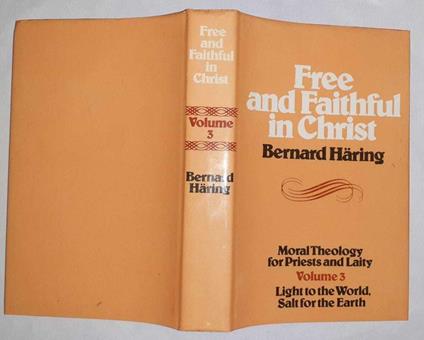 Free
and
Faithful
in
Christ
Volume
3
Bernard
Häring
Free
and Faithful
in Christ
Bernard Häring
Moral Theology
for Priests and Laity
Volume 3
Light to the World,
Salt for the Earth